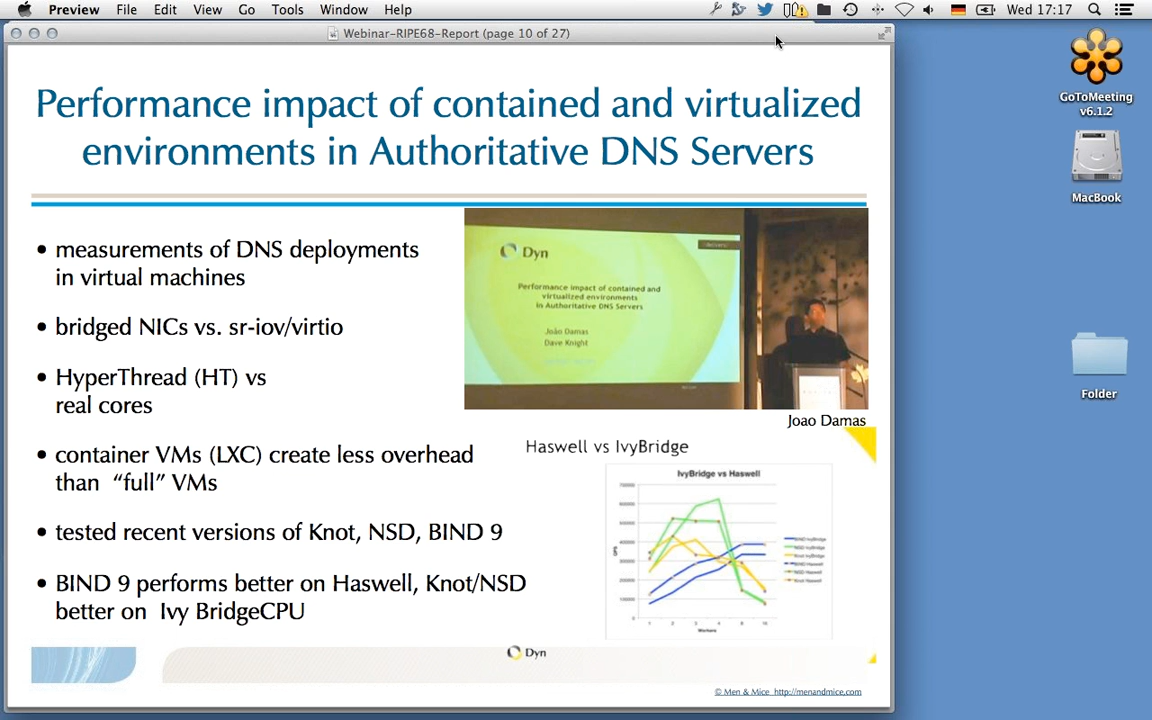 Preview File Edit View Go Tools Window Help
Wed 17:17
Webinar-RIPE68-Report (page 10 of 27)
Performance impact of contained and virtualized
environments in Authoritative DNS Servers
• measurements of DNS deployments
in virtual machines
• bridged NICs vs. sr-iov/virtio
• HyperThread (HT) vs
real cores
• container VMs (LXC) create less overhead
than “full” VMs
• tested recent versions of Knot, NSD, BIND 9
• BIND 9 performs better on Haswell, Knot/NSD
better on Ivy BridgeCPU
Dyn
Performance impact of contained and
virtualized environments
in Authoritative DNS Servers
João Damas
Dave Knight
Joao Damas
Haswell vs IvyBridge
IvyBridge vs Haswell
Workers
Dyn
© Men & Mice http://menandmice.com
GoToMeeting
v6.1.2
MacBook
Folder